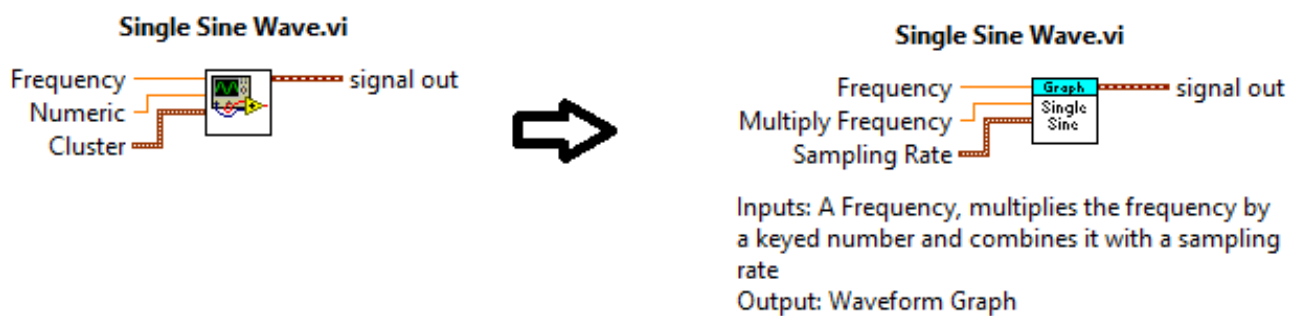 Single Sine Wave.vi
Frequency
Numeric
Cluster
signal out
Single Sine Wave.vi
Frequency
Multiply Frequency
Sampling Rate
Graph
Single
Sine
signal out
Inputs: A Frequency, multiplies the frequency by
a keyed number and combines it with a sampling
rate
Output: Waveform Graph